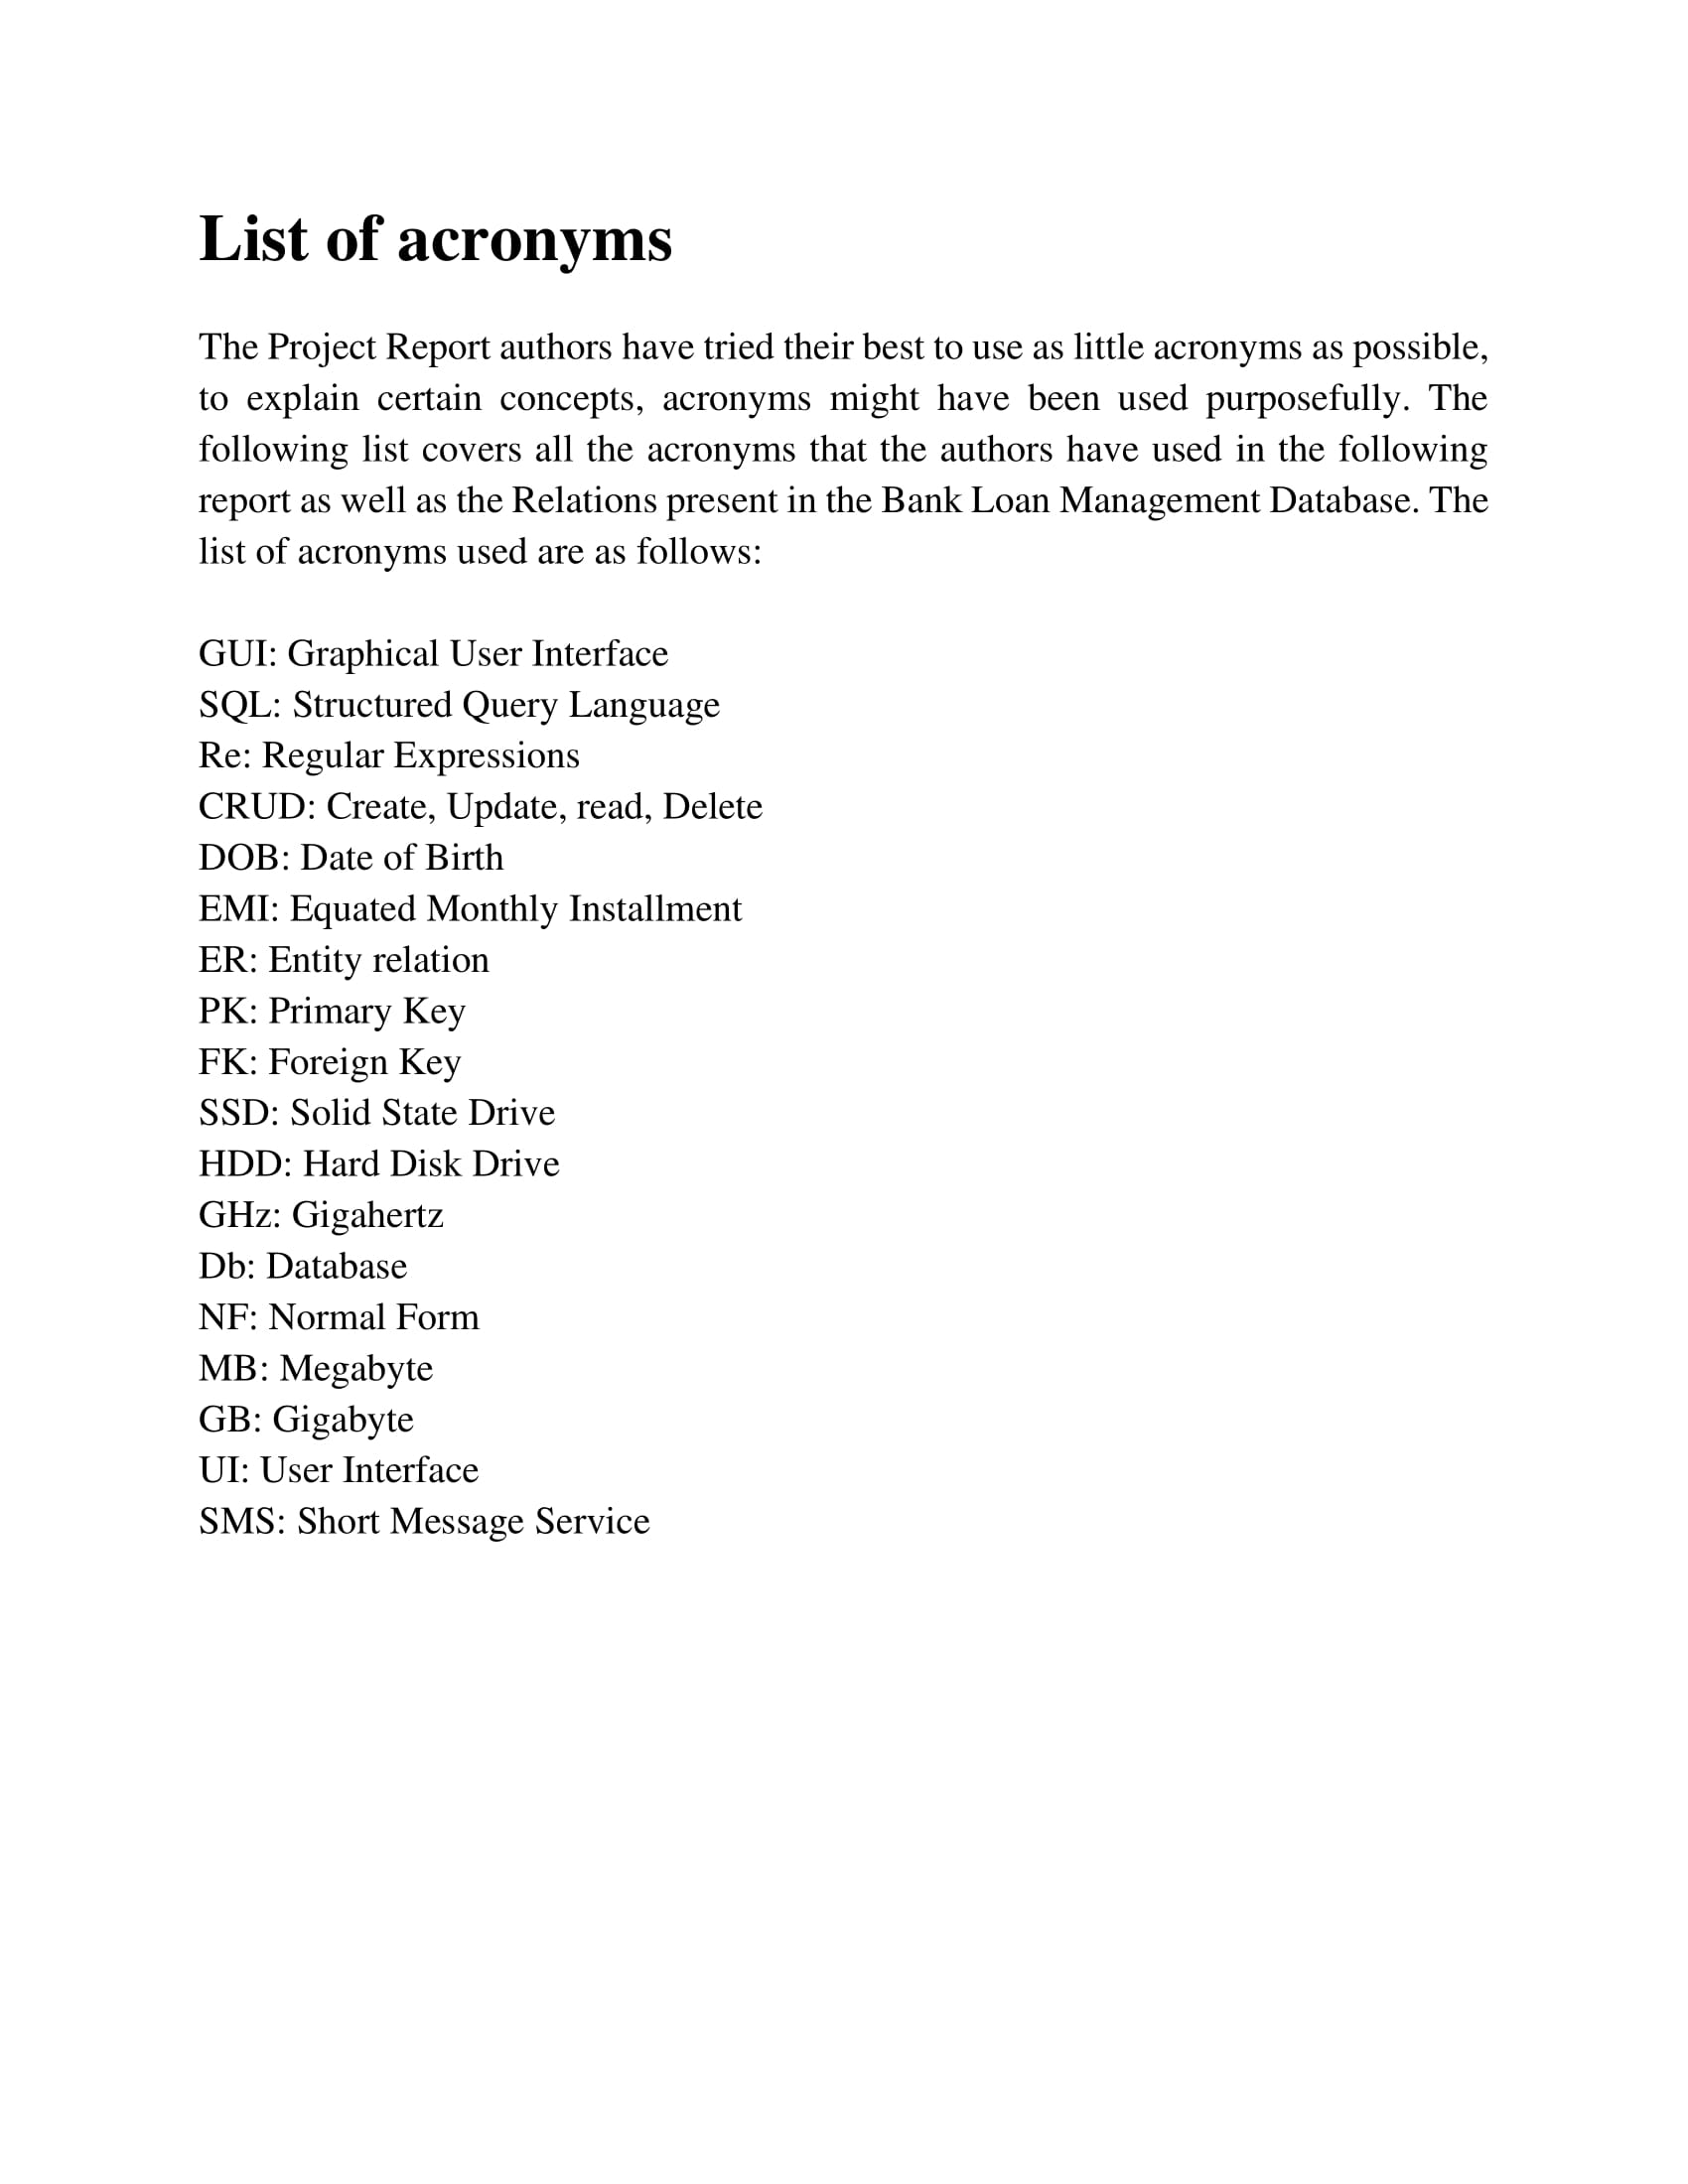 List of acronyms
The Project Report authors have tried their best to use as little acronyms as possible,
to explain certain concepts, acronyms might have been used purposefully. The
following list covers all the acronyms that the authors have used in the following
report as well as the Relations present in the Bank Loan Management Database. The
list of acronyms used are as follows:
GUI: Graphical User Interface
SQL: Structured Query Language
Re: Regular Expressions
CRUD: Create, Update, read, Delete
DOB: Date of Birth
EMI: Equated Monthly Installment
ER: Entity relation
PK: Primary Key
FK: Foreign Key
SSD: Solid State Drive
HDD: Hard Disk Drive
GHz: Gigahertz
Db: Database
NF: Normal Form
MB: Megabyte
GB: Gigabyte
UI: User Interface
SMS: Short Message Service